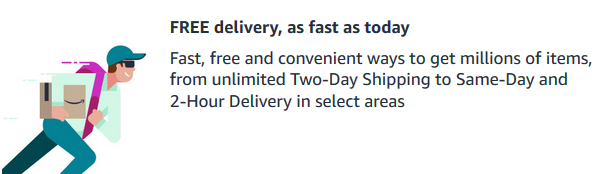 FREE delivery, as fast as today
Fast, free and convenient ways to get millions of items,
from unlimited Two-Day Shipping to Same-Day and
2-Hour Delivery in select areas